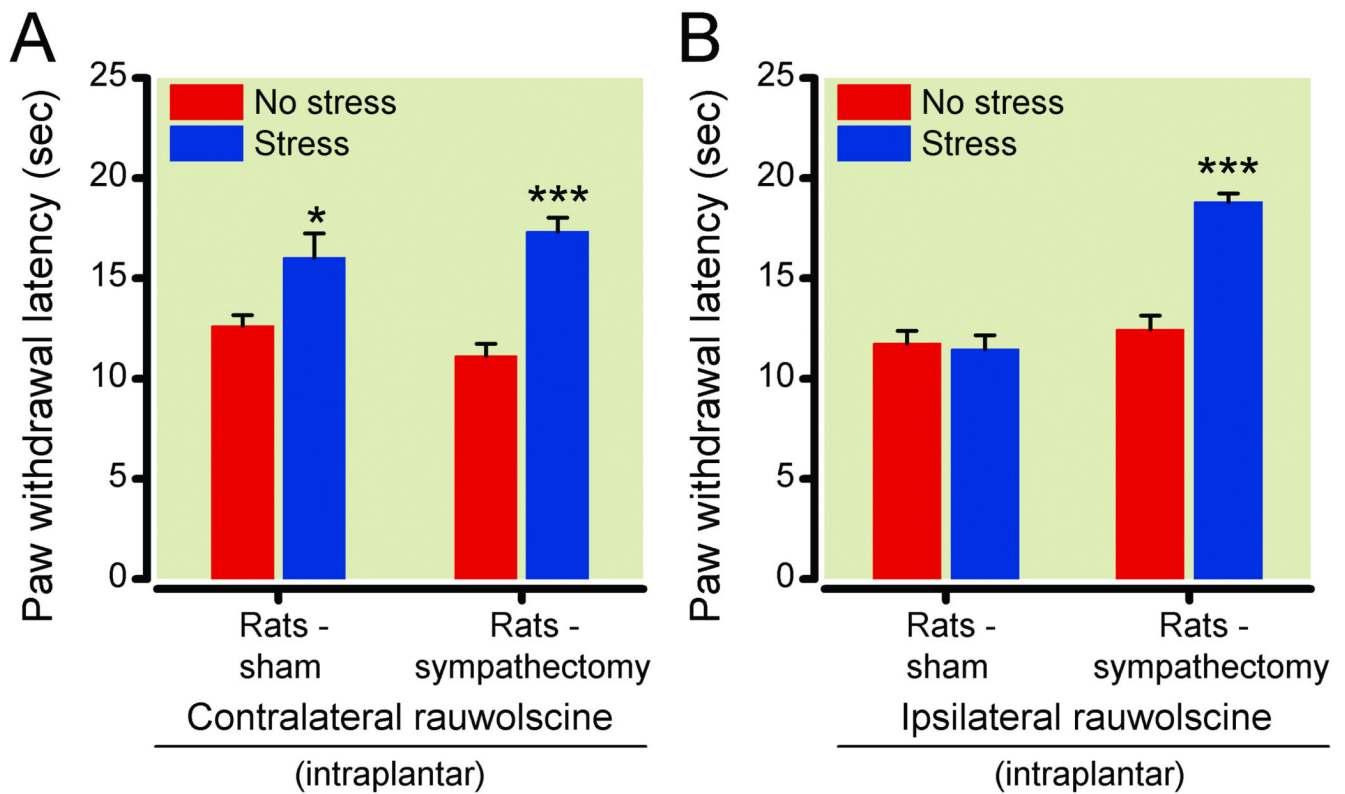 A
Paw withdrawal latency (sec)
25
20
15
10
5
0
No stress
Stress
*
***
Rats -
sham
Rats -
sympathectomy
Contralateral rauwolscine
(intraplantar)
B
Paw withdrawal latency (sec)
25
20
15
10
5
0
No stress
Stress
***
Rats -
sham
Rats -
sympathectomy
Ipsilateral rauwolscine
(intraplantar)